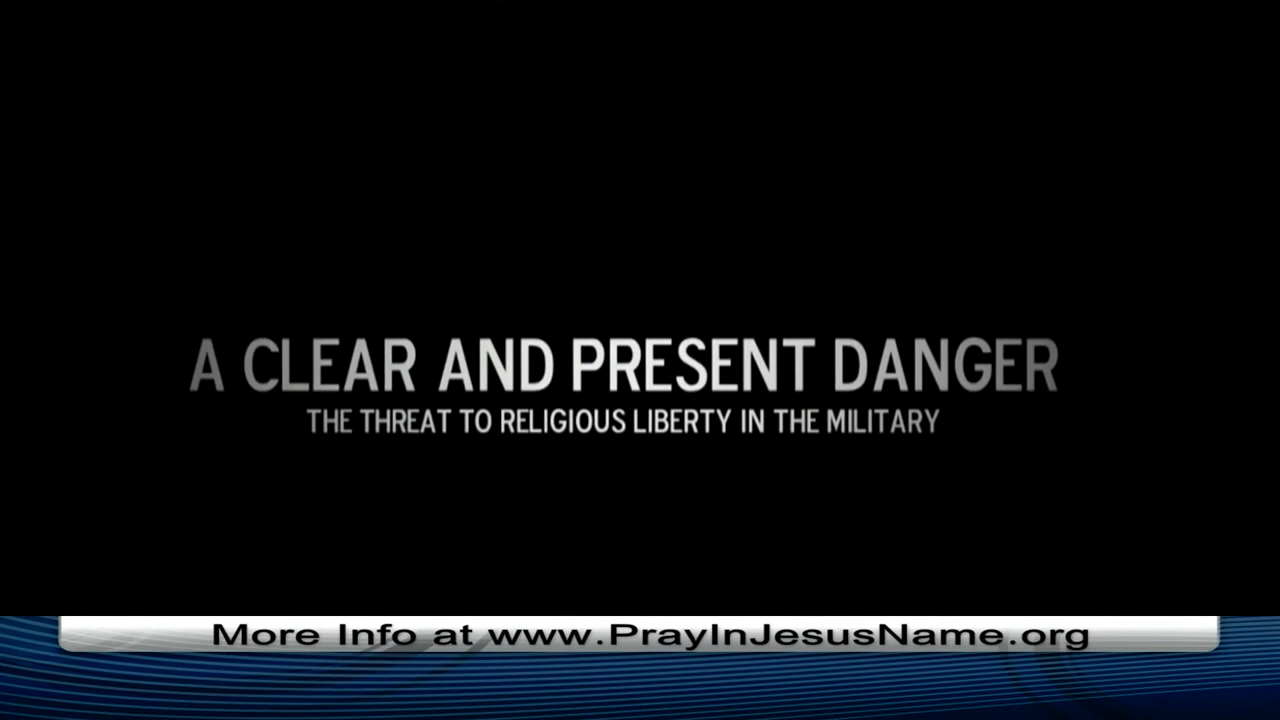 A CLEAR AND PRESENT DANGER
THE THREAT TO RELIGIOUS LIBERTY IN THE MILITARY
More Info at www.PrayInJesusName.org